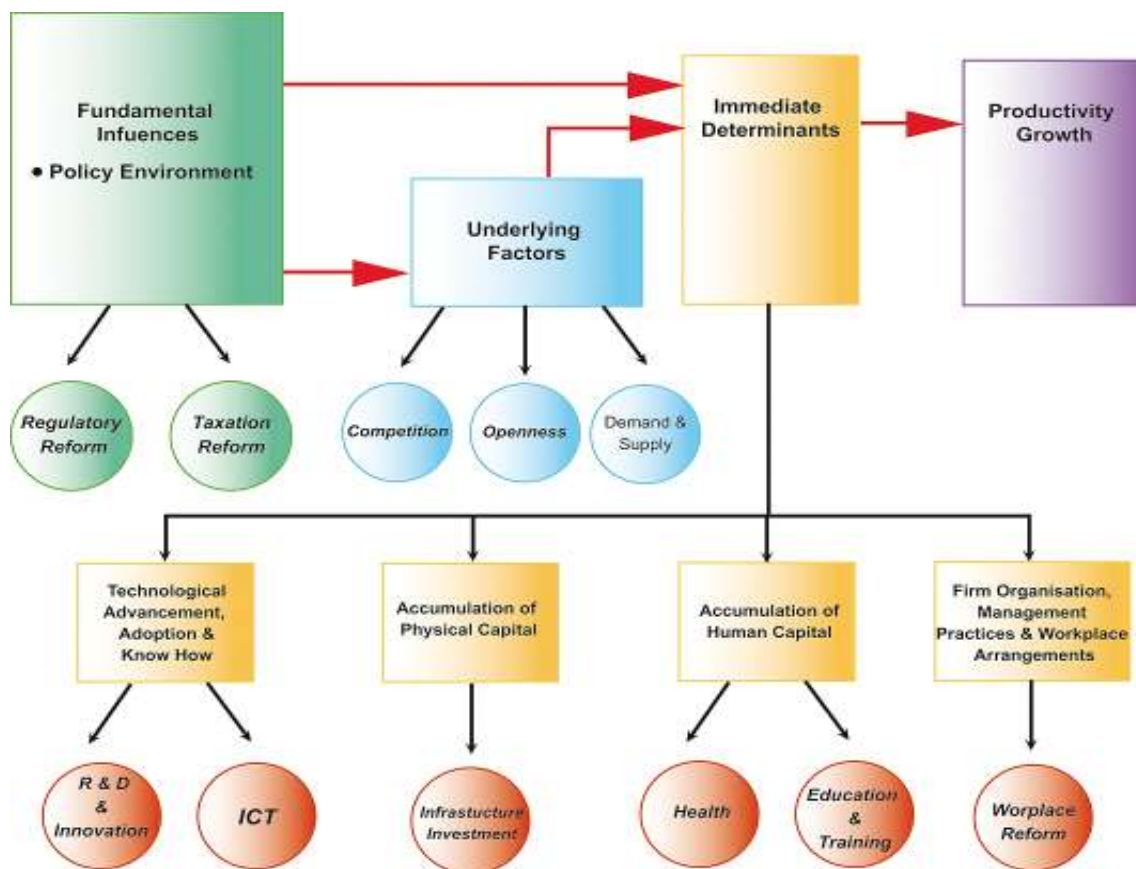 Fundamental
Infuences
• Policy Environment
Immediate
Determinants
Productivity
Growth
Underlying
Factors
Regulatory
Reform
Taxation
Reform
Competition
Openness
Demand &
Supply
Technological
Advancement,
Adoption &
Know How
Accumulation of
Physical Capital
Accumulation of
Human Capital
Firm Organisation,
Management
Practices & Workplace
Arrangements
R & D
&
Innovation
ICT
Infrastucture
Investment
Health
Education
&
Training
Worplace
Reform